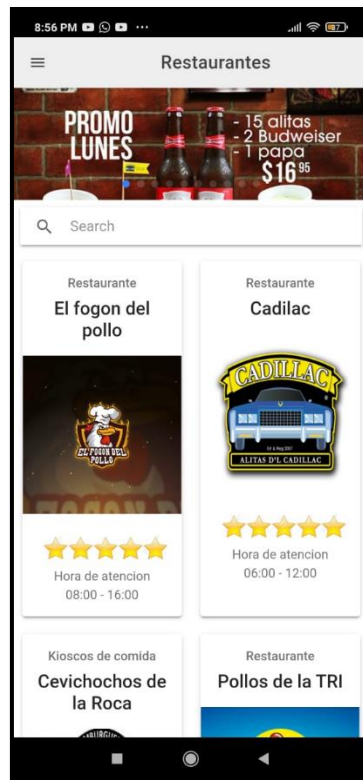 8:56 PM
87
Restaurantes
PROMO
LUNES
- 15 alitas
- 2 Budweiser
- 1 papa
$16 95
Search
Restaurante
El fogon del
pollo
EL FOGON DEL
POLLO
Hora de atencion
08:00 - 16:00
Restaurante
Cadilac
CADILLAC
ALITAS D'L CADILLAC
Hora de atencion
06:00 - 12:00
Kioscos de comida
Cevichochos de
la Roca
Restaurante
Pollos de la TRI